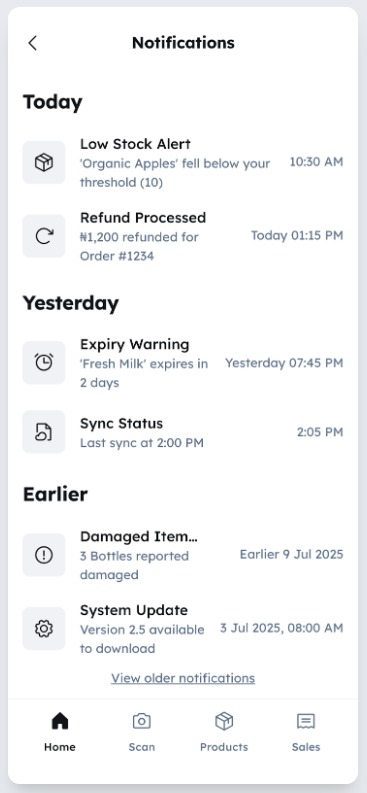 Notifications
Today
Low Stock Alert
'Organic Apples' fell below your
threshold (10)
10:30 AM
Refund Processed
₦1,200 refunded for
Order #1234
Today 01:15 PM
Yesterday
Expiry Warning
'Fresh Milk' expires in
2 days
Yesterday 07:45 PM
Sync Status
Last sync at 2:00 PM
2:05 PM
Earlier
Damaged Item...
3 Bottles reported
damaged
Earlier 9 Jul 2025
System Update
Version 2.5 available
to download
3 Jul 2025, 08:00 AM
View older notifications
Home
Scan
Products
Sales